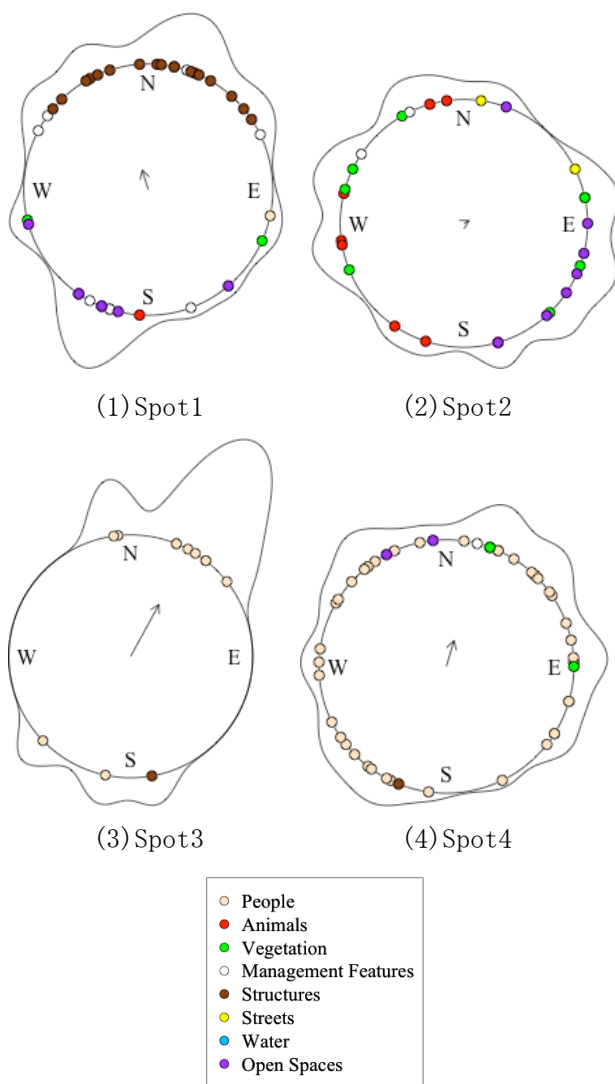 N
W
E
S
(1)Spot1
N
W
E
S
(2)Spot2
N
W
E
S
(3)Spot3
N
W
E
S
(4)Spot4
People
Animals
Vegetation
Management Features
Structures
Streets
Water
Open Spaces